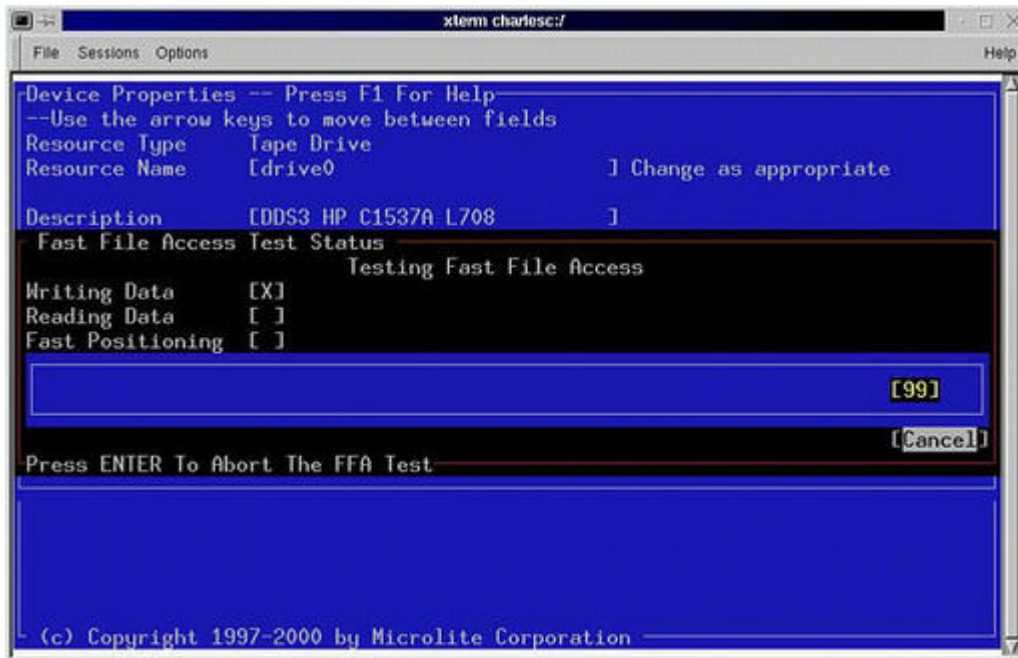 xterm charlesc:/
File Sessions Options Help
Device Properties -- Press F1 For Help
--Use the arrow keys to move between fields
Resource Type Tape Drive
Resource Name [drive0 ] Change as appropriate
Description [DDS3 HP C1537A L708 ]
Fast File Access Test Status
Testing Fast File Access
Writing Data [X]
Reading Data [ ]
Fast Positioning [ ]
[99]
[Cancel]
Press ENTER To Abort The FFA Test
(c) Copyright 1997-2000 by Microlite Corporation